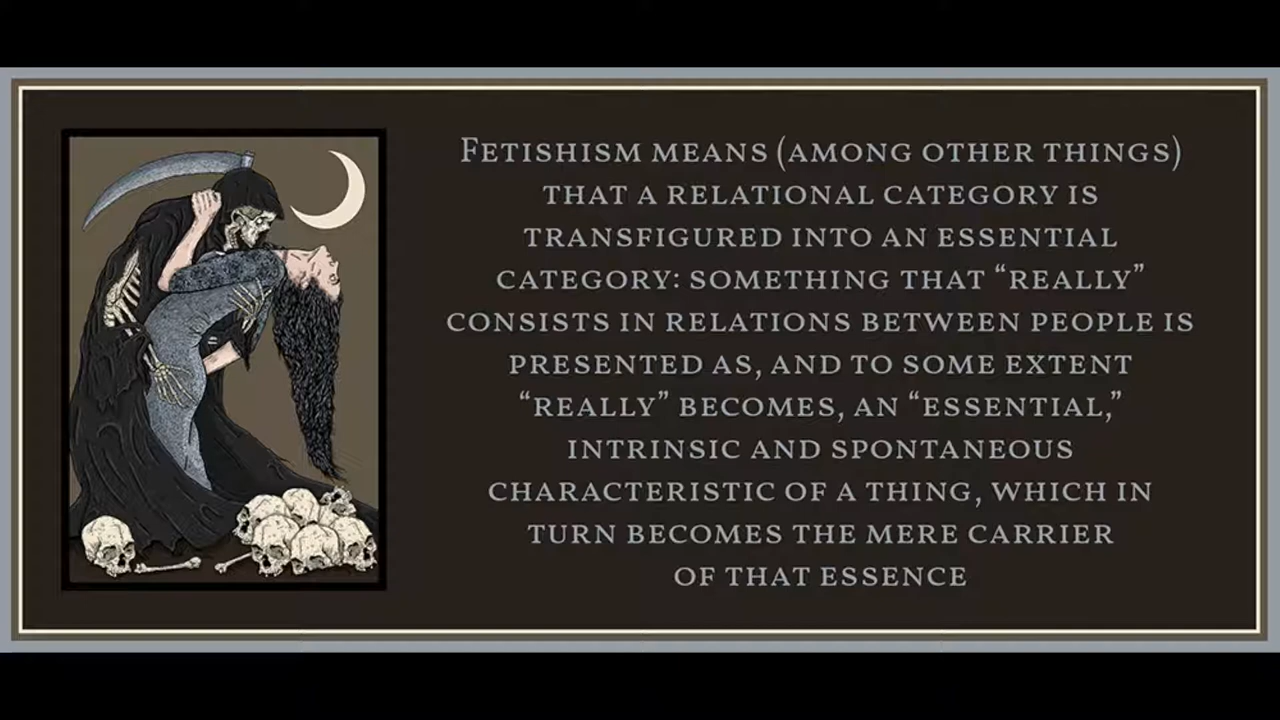 Fetishism means (among other things)
that a relational category is
transfigured into an essential
category: something that “really”
consists in relations between people is
presented as, and to some extent
“really” becomes, an “essential,”
intrinsic and spontaneous
characteristic of a thing, which in
turn becomes the mere carrier
of that essence